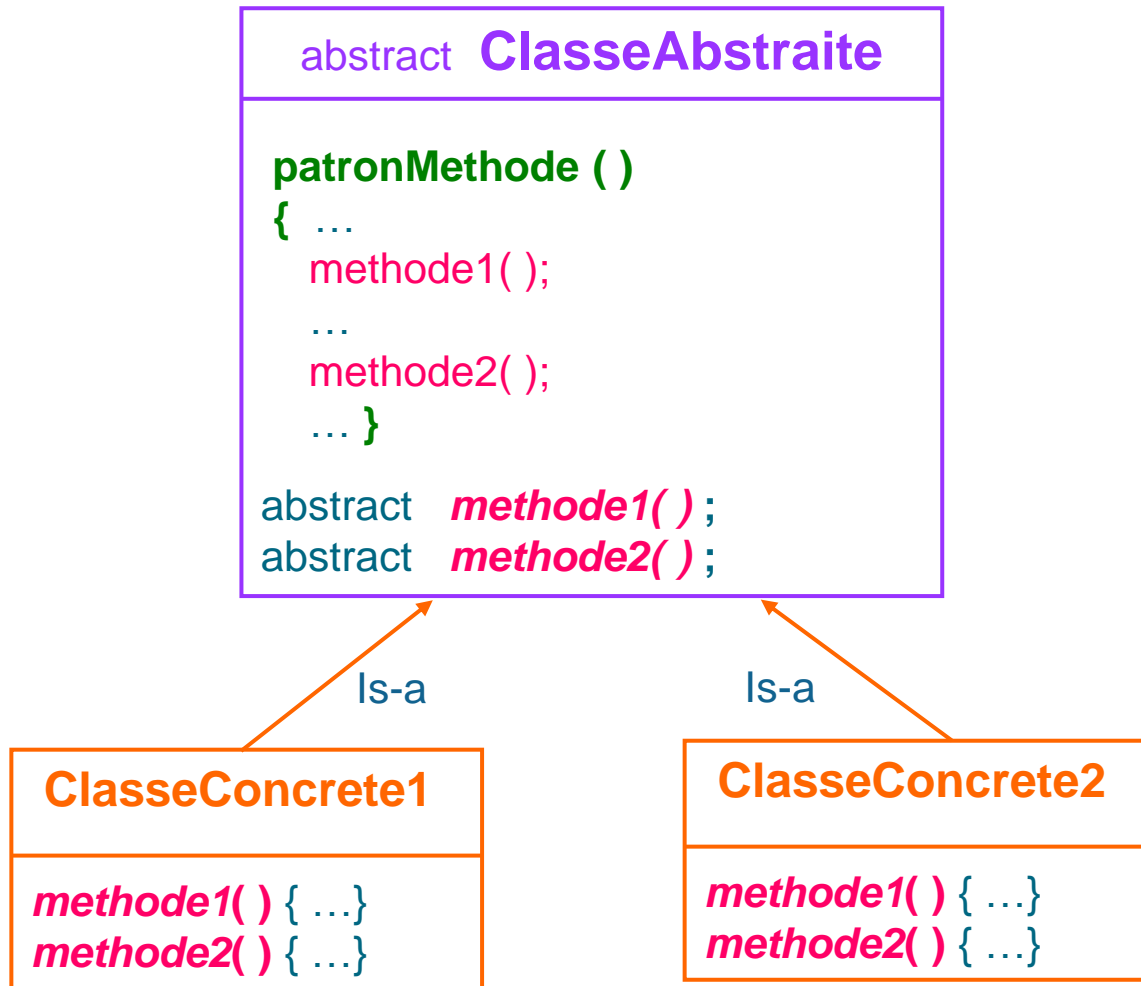 abstract ClasseAbstraite
patronMethode ( )
{ …
methode1( );
…
methode2( );
… }
abstract methode1( ) ;
abstract methode2( ) ;
Is-a
Is-a
ClasseConcrete1
methode1( ) { …}
methode2( ) { …}
ClasseConcrete2
methode1( ) { …}
methode2( ) { …}